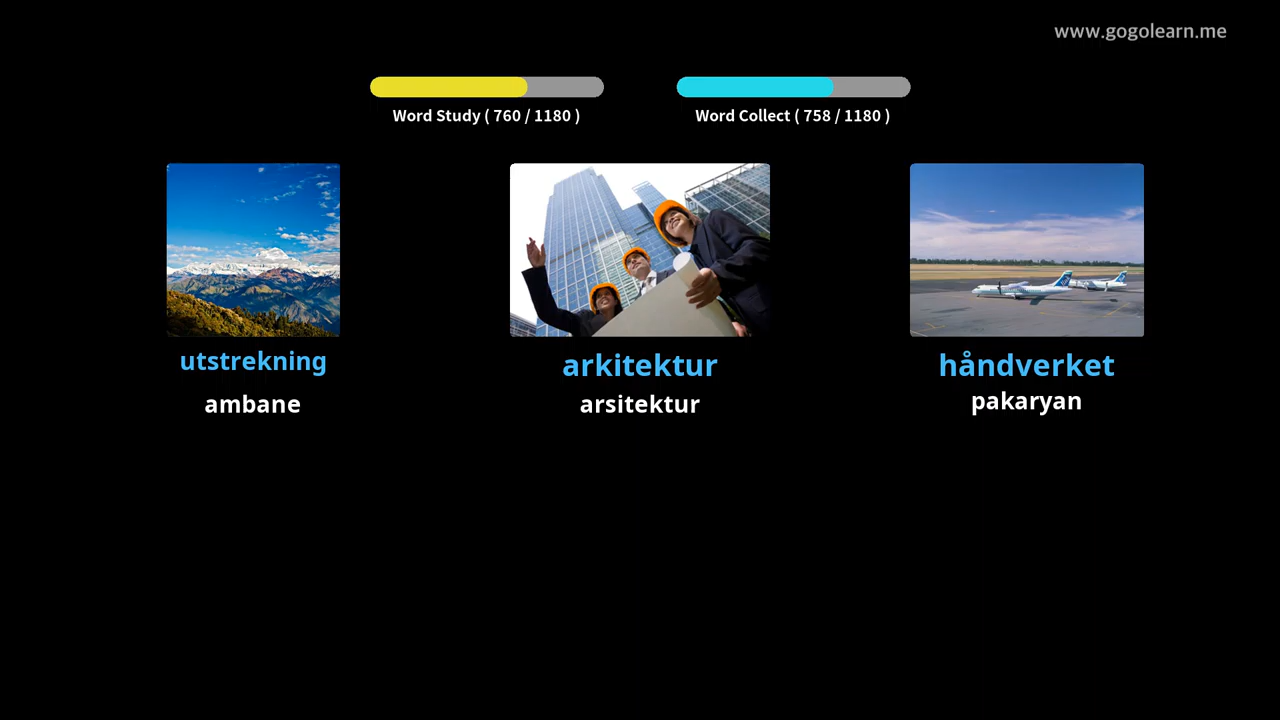 www.gogolearn.me
Word Study ( 760 / 1180 )
Word Collect ( 758 / 1180 )
utstrekning
ambane
arkitektur
arsitektur
håndverket
pakaryan